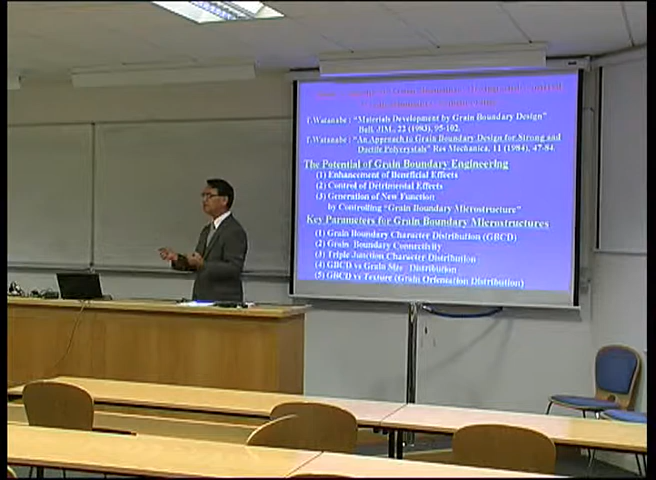 T.Watanabe : "Materials Development by Grain Boundary Design"
Bull. JIM., 22 (1983), 95-102.
T.Watanabe : "An Approach to Grain Boundary Design for Strong and
Ductile Polycrystals" Res Mechanica, 11 (1984), 47-84.
The Potential of Grain Boundary Engineering
(1) Enhancement of Beneficial Effects
(2) Control of Detrimental Effects
(3) Generation of New Function
by Controlling "Grain Boundary Microstructure"
Key Parameters for Grain Boundary Microstructures
(1) Grain Boundary Character Distribution (GBCD)
(2) Grain Boundary Connectivity
(3) Triple Junction Character Distribution
(4) GBCD vs Grain Size Distribution
(5) GBCD vs Texture (Grain Orientation Distribution)